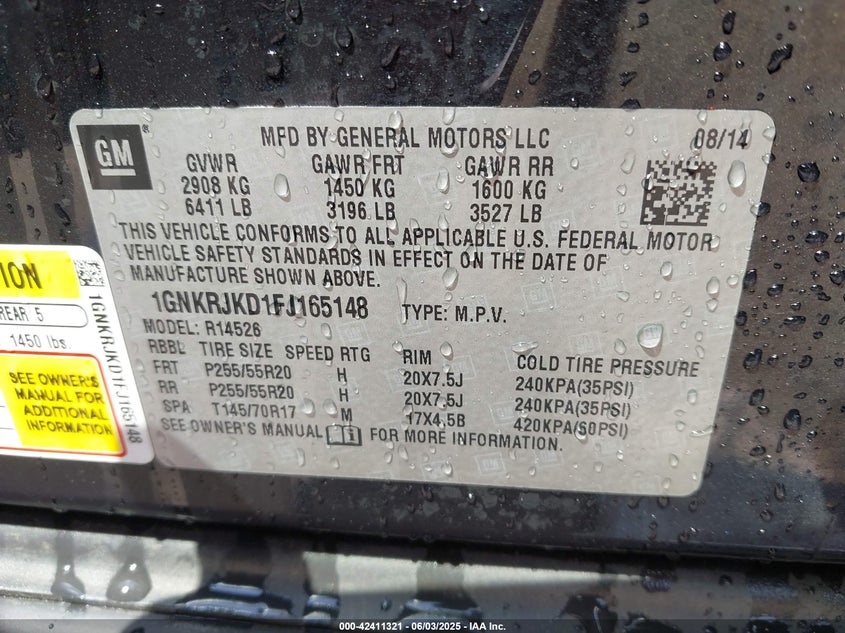 GM
MFD BY GENERAL MOTORS LLC 08/14
GVWR GAWR FRT GAWR RR
2908 KG 1450 KG 1600 KG
6411 LB 3196 LB 3527 LB
THIS VEHICLE CONFORMS TO ALL APPLICABLE U.S. FEDERAL MOTOR
VEHICLE SAFETY STANDARDS IN EFFECT ON THE DATE OF
MANUFACTURE SHOWN ABOVE.
1GNKRJKD1FJ165148 TYPE: M.P.V.
MODEL: R14526
RBBL TIRE SIZE SPEED RTG RIM COLD TIRE PRESSURE
FRT P255/55R20 H 20X7.5J 240KPA(35PSI)
RR P255/55R20 H 20X7.5J 240KPA(35PSI)
SPA T145/70R17 M 17X4.5B 420KPA(60PSI)
SEE OWNER'S MANUAL FOR MORE INFORMATION.
REAR 5
1450 lbs
SEE OWNER'S
MANUAL FOR
ADDITIONAL
INFORMATION
1GNKRJKD1FJ165148
000-42411321 - 06/03/2025 - IAA Inc.